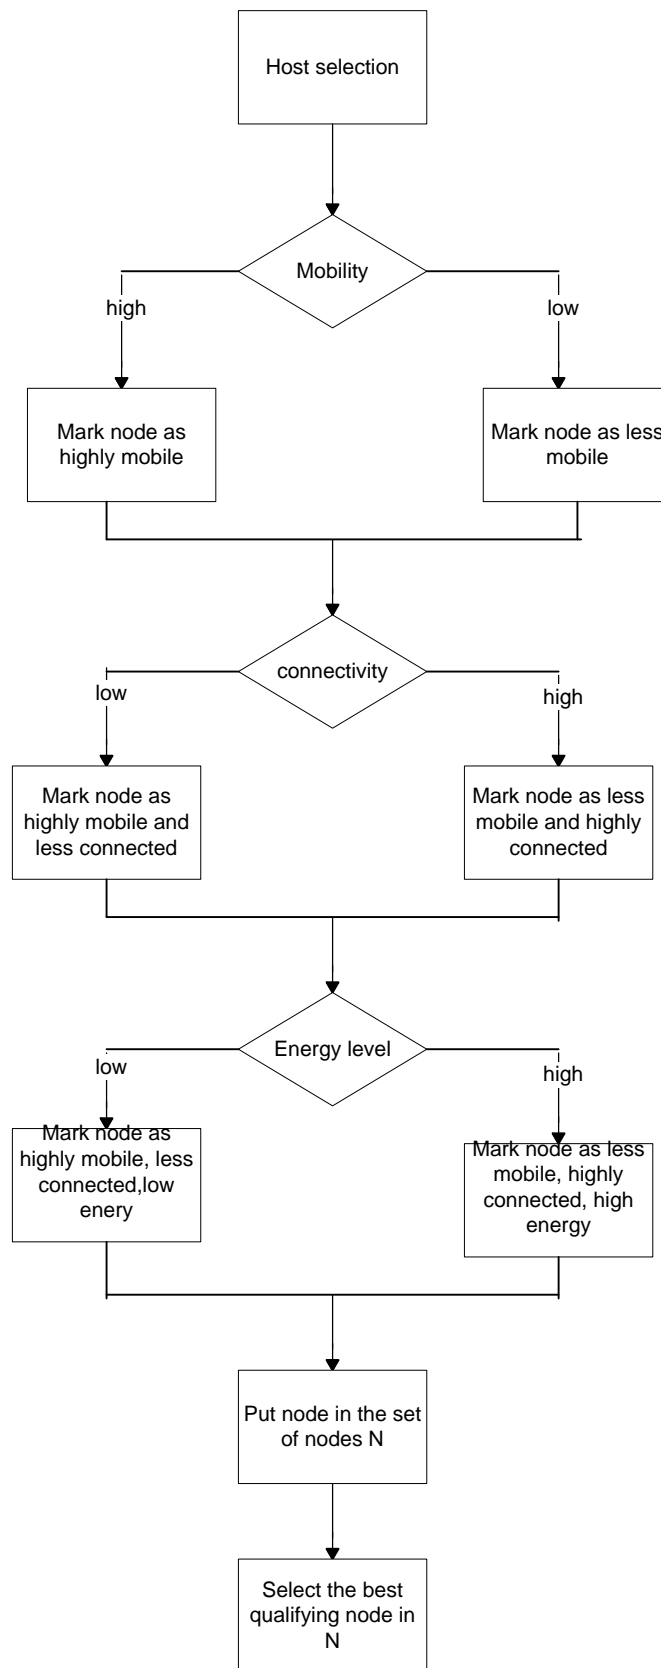 Host selection
Mobility
high
low
Mark node as
highly mobile
Mark node as less
mobile
connectivity
low
high
Mark node as
highly mobile and
less connected
Mark node as less
mobile and highly
connected
Energy level
low
high
Mark node as
highly mobile, less
connected,low
enery
Mark node as less
mobile, highly
connected, high
energy
Put node in the set
of nodes N
Select the best
qualifying node in
N